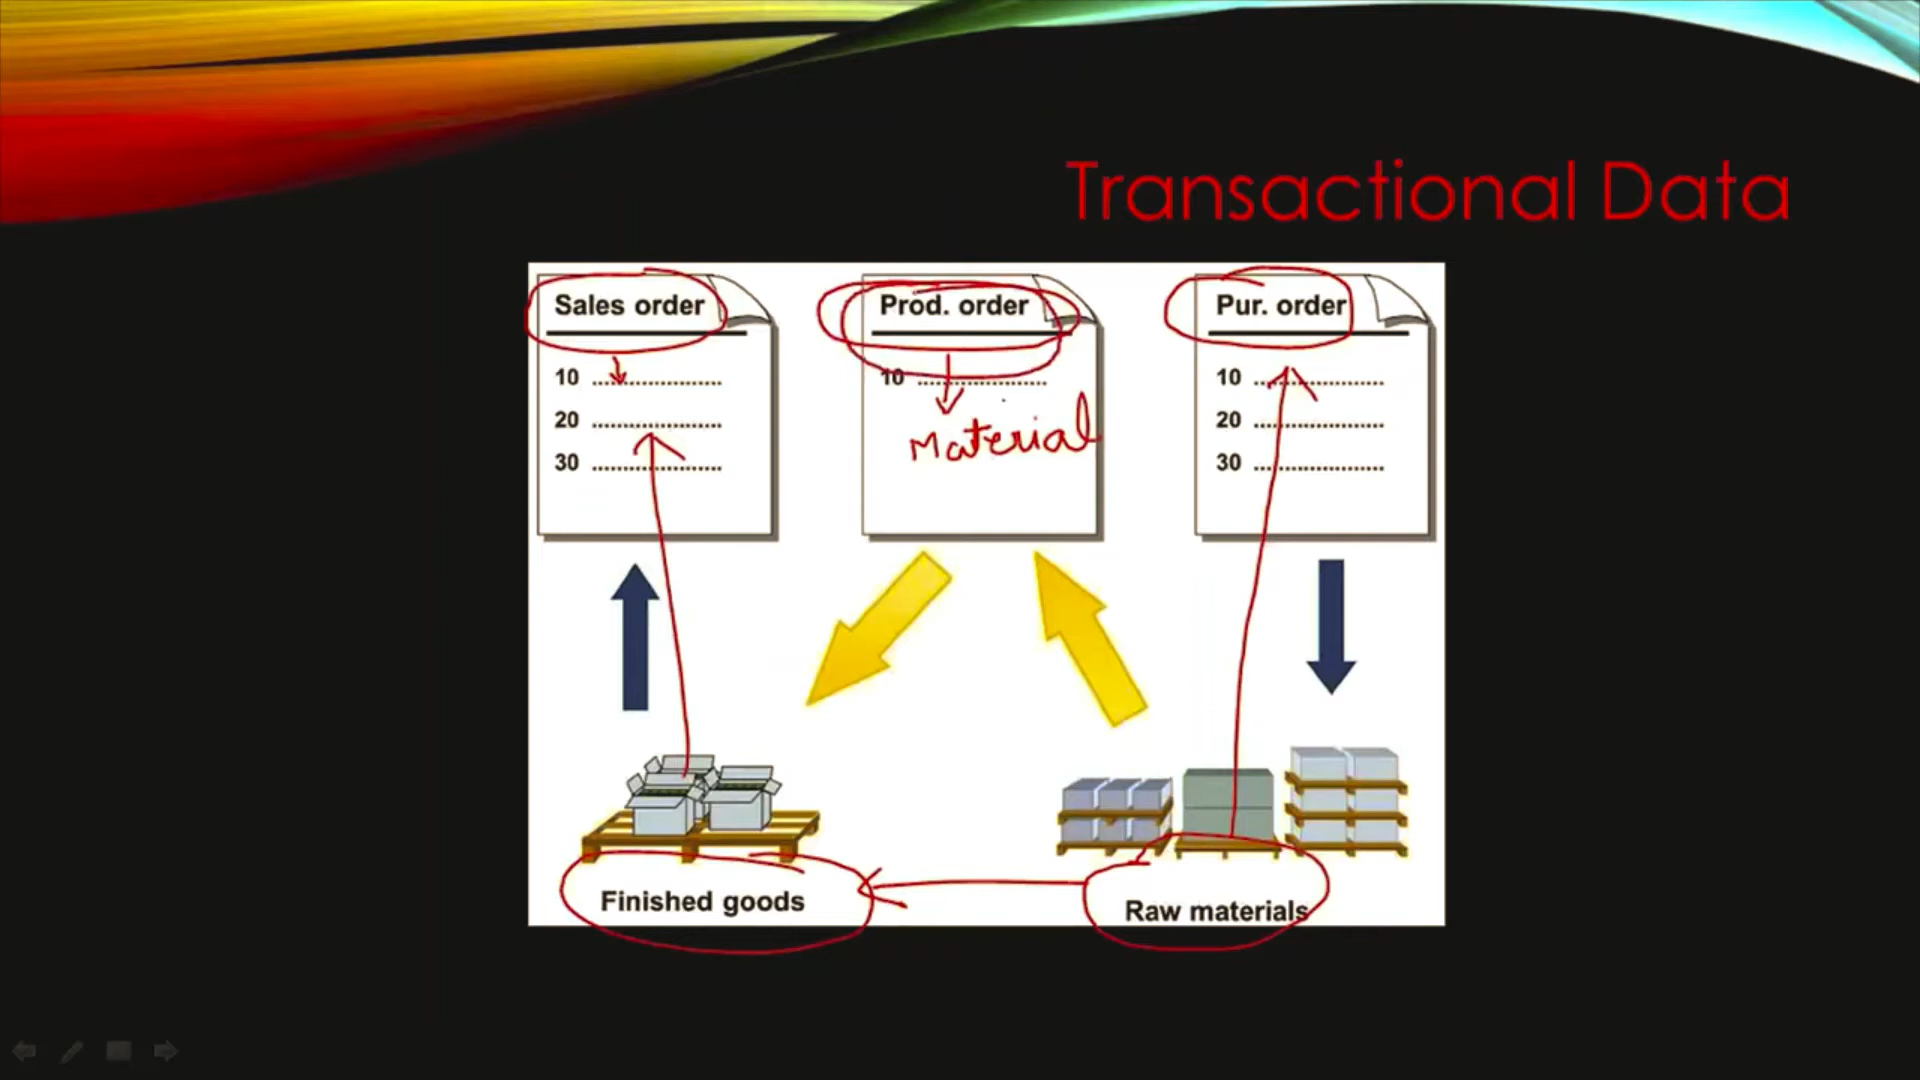 Transactional Data
Sales order
10 ........................
20 ........................
30 ........................
Prod. order
10 ........................
Material
Pur. order
10 ........................
20 ........................
30 ........................
Finished goods
Raw materials